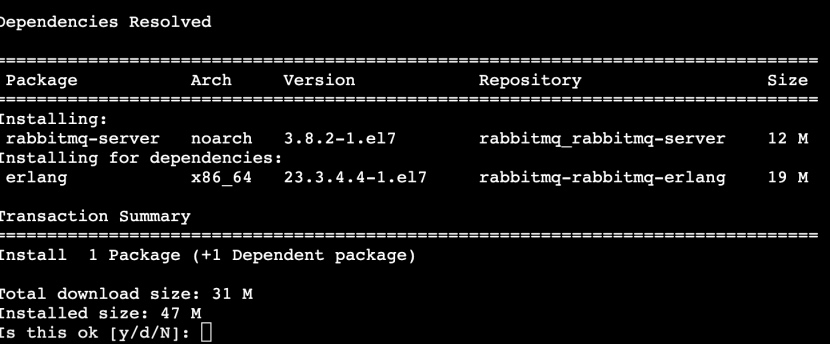 Dependencies Resolved
================================================================================
Package Arch Version Repository Size
================================================================================
Installing:
rabbitmq-server noarch 3.8.2-1.el7 rabbitmq_rabbitmq-server 12 M
Installing for dependencies:
erlang x86_64 23.3.4.4-1.el7 rabbitmq-rabbitmq-erlang 19 M
Transaction Summary
================================================================================
Install 1 Package (+1 Dependent package)
Total download size: 31 M
Installed size: 47 M
Is this ok [y/d/N]: